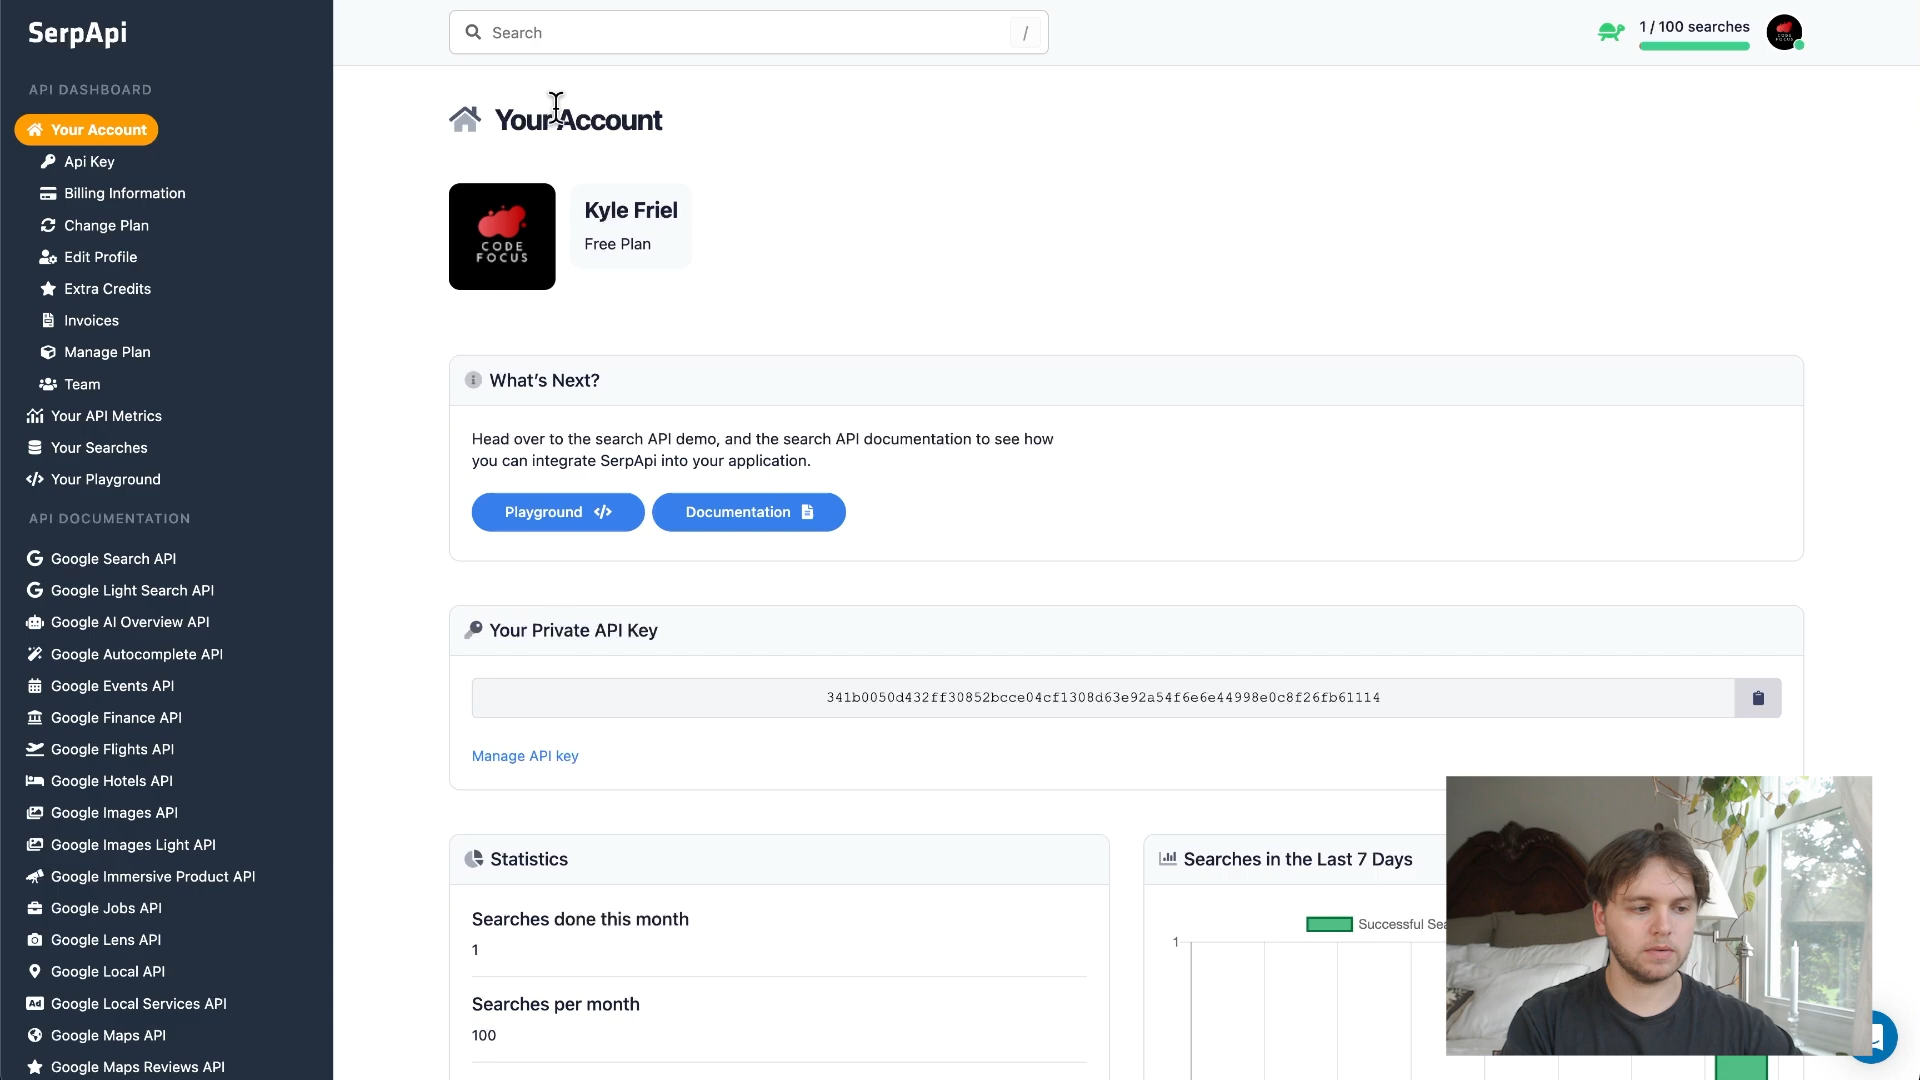 SerpApi
Search
/
1 / 100 searches
API DASHBOARD
Your Account
Api Key
Billing Information
Change Plan
Edit Profile
Extra Credits
Invoices
Manage Plan
Team
Your API Metrics
Your Searches
Your Playground
API DOCUMENTATION
Google Search API
Google Light Search API
Google AI Overview API
Google Autocomplete API
Google Events API
Google Finance API
Google Flights API
Google Hotels API
Google Images API
Google Images Light API
Google Immersive Product API
Google Jobs API
Google Lens API
Google Local API
Ad Google Local Services API
Google Maps API
Google Maps Reviews API
Your Account
CODE
FOCUS
Kyle Friel
Free Plan
What's Next?
Head over to the search API demo, and the search API documentation to see how
you can integrate SerpApi into your application.
Playground </>
Documentation
Your Private API Key
341b0050d432ff30852bcce04cf1308d63e92a54f6e6e44998e0c8f26fb61114
Manage API key
Statistics
Searches done this month
1
Searches per month
100
Searches in the Last 7 Days
Successful Sea
1